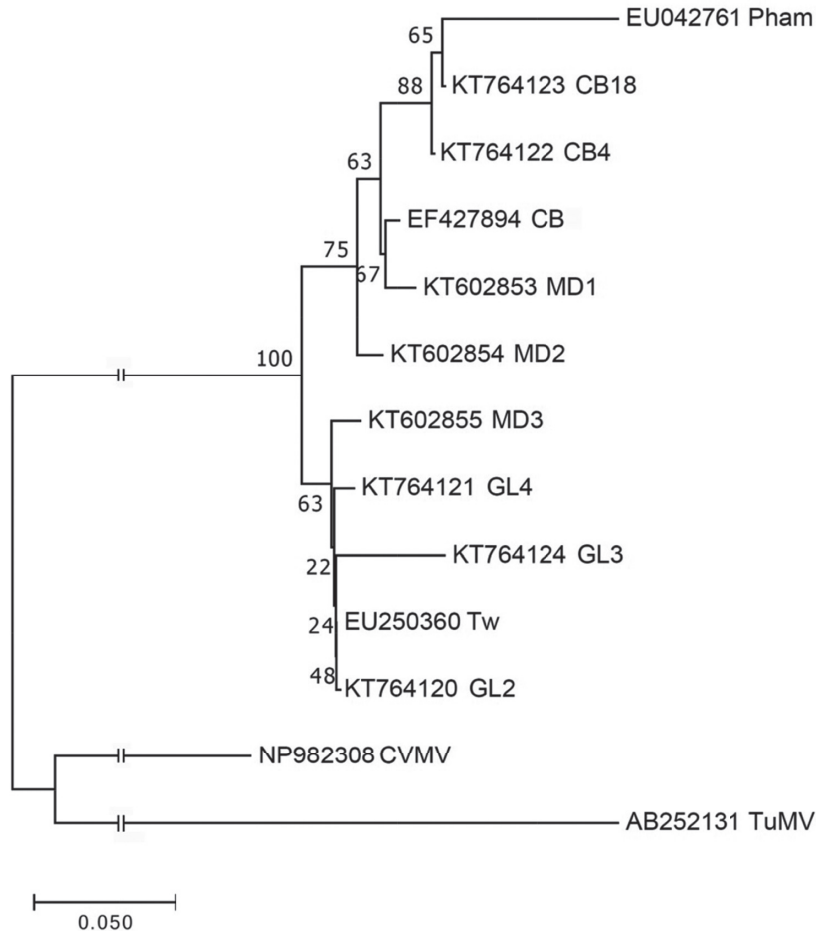 EU042761 Pham
65
KT764123 CB18
88
KT764122 CB4
63
EF427894 CB
75
67
KT602853 MD1
KT602854 MD2
100
KT602855 MD3
KT764121 GL4
63
KT764124 GL3
22
EU250360 Tw
24
48
KT764120 GL2
NP982308 CVMV
AB252131 TuMV
0.050